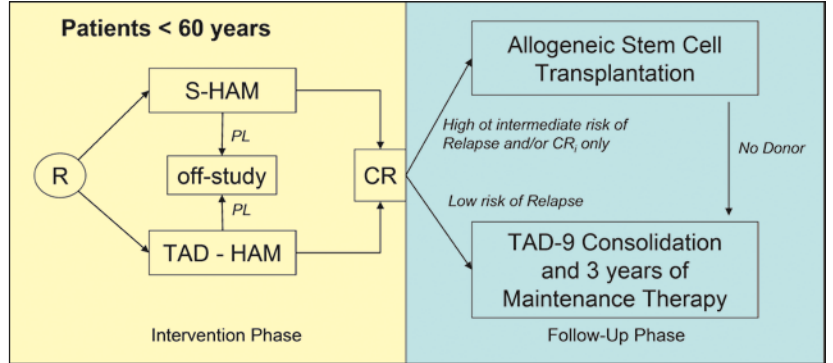 Patients < 60 years
S-HAM
PL
R
off-study
CR
PL
TAD - HAM
Intervention Phase
Allogeneic Stem Cell
Transplantation
High ot intermediate risk of
Relapse and/or CRi only
No Donor
Low risk of Relapse
TAD-9 Consolidation
and 3 years of
Maintenance Therapy
Follow-Up Phase